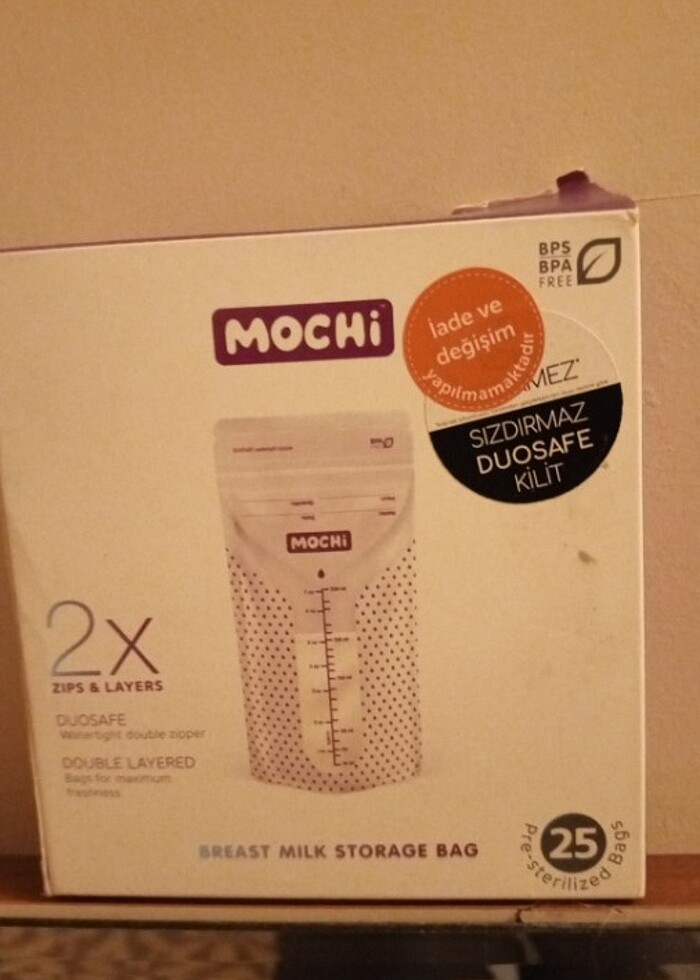 BPS
BPA
FREE
MOCHi
İade ve
değişim
yapılmamaktadır
MEZ*
SIZDIRMAZ
DUOSAFE
KİLİT
MOCHi
2x
ZIPS & LAYERS
DUOSAFE
Watertight double zipper
DOUBLE LAYERED
Bags for maximum
freshness
BREAST MILK STORAGE BAG
25
Pre-sterilized Bags